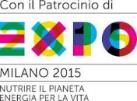 Con il Patrocinio di
EXPO
MILANO 2015
NUTRIRE IL PIANETA
ENERGIA PER LA VITA